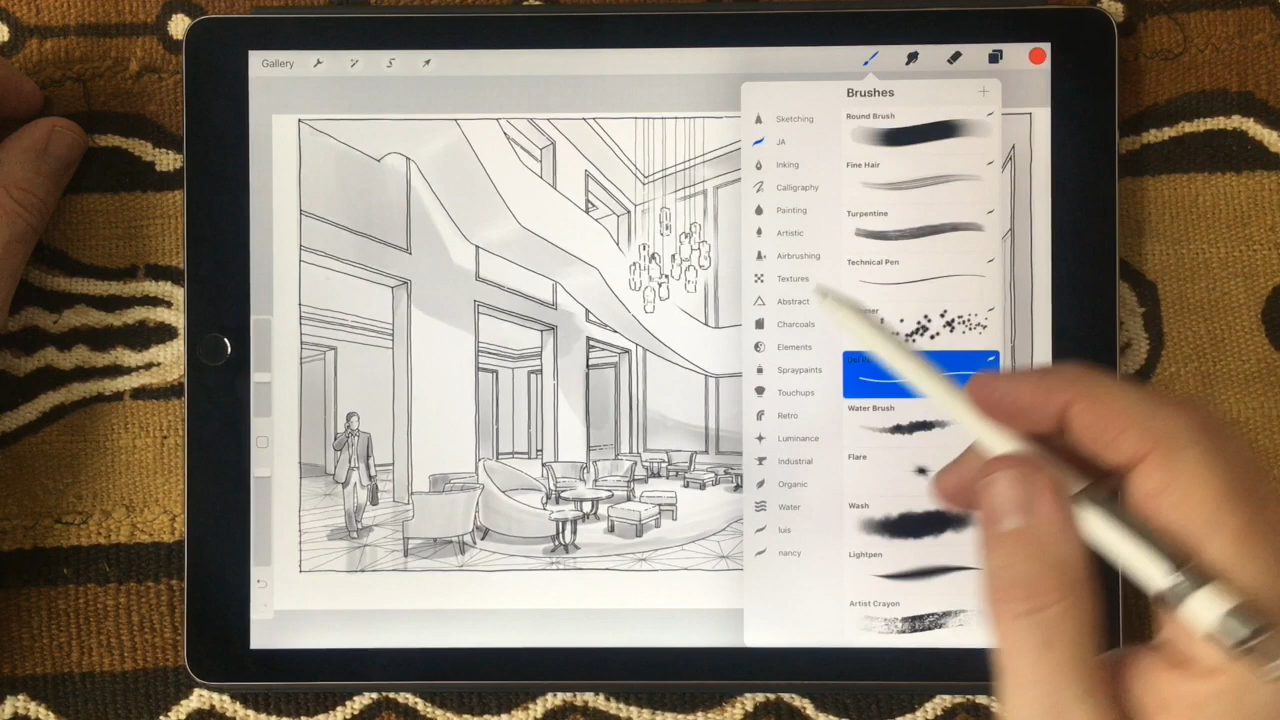 Gallery
Brushes
Sketching
JA
Inking
Calligraphy
Painting
Artistic
Airbrushing
Textures
Abstract
Charcoals
Elements
Spraypaints
Touchups
Retro
Luminance
Industrial
Organic
Water
luis
nancy
Round Brush
Fine Hair
Turpentine
Technical Pen
Water Brush
Flare
Wash
Lightpen
Artist Crayon